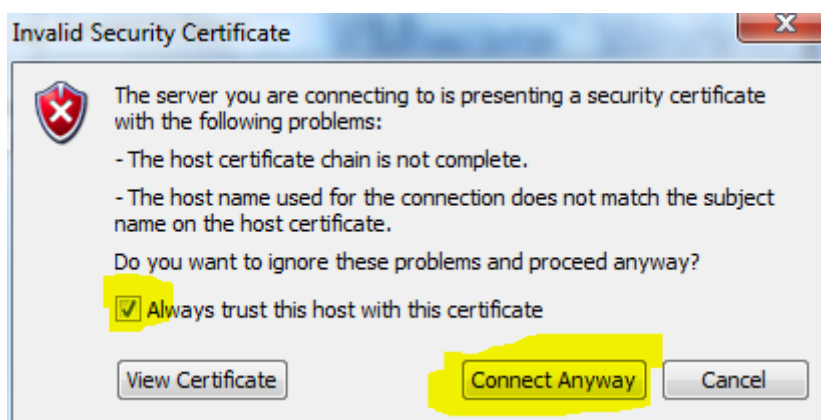 Invalid Security Certificate
The server you are connecting to is presenting a security certificate
with the following problems:
- The host certificate chain is not complete.
- The host name used for the connection does not match the subject
name on the host certificate.
Do you want to ignore these problems and proceed anyway?
Always trust this host with this certificate
View Certificate Connect Anyway Cancel